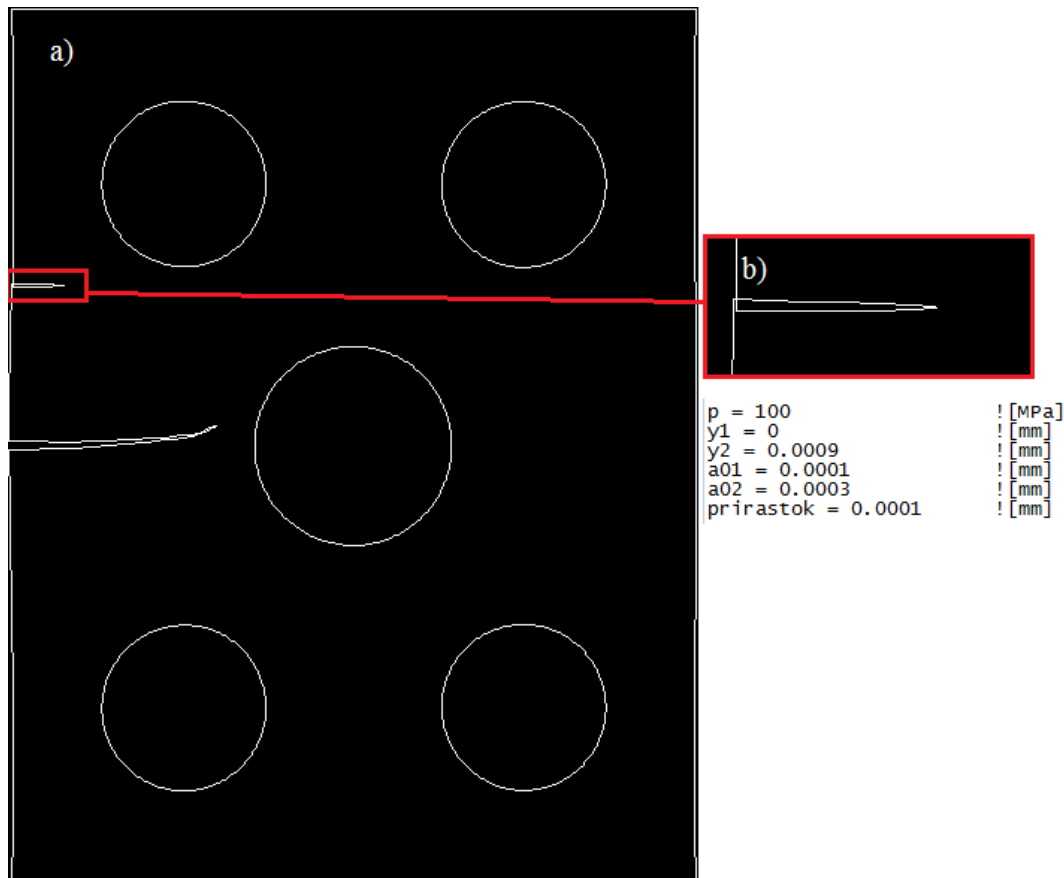 a)
b)
p = 100 ![MPa]
y1 = 0 ![mm]
y2 = 0.0009 ![mm]
a01 = 0.0001 ![mm]
a02 = 0.0003 ![mm]
prirastok = 0.0001 ![mm]